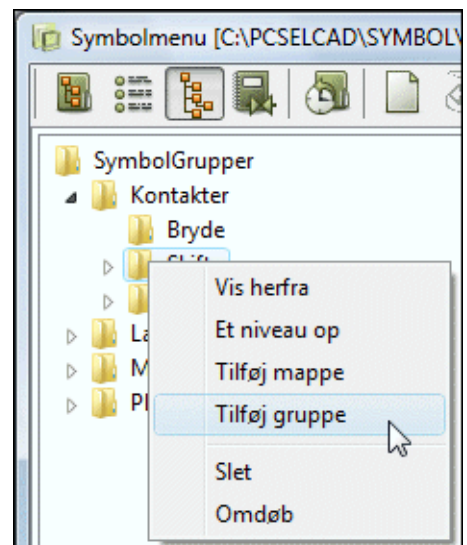 Symbolmenu [C:\PCSELCAD\SYMBOL\
SymbolGrupper
Kontakter
Bryde
Vis herfra
Et niveau op
Tilføj mappe
Tilføj gruppe
Slet
Omdøb